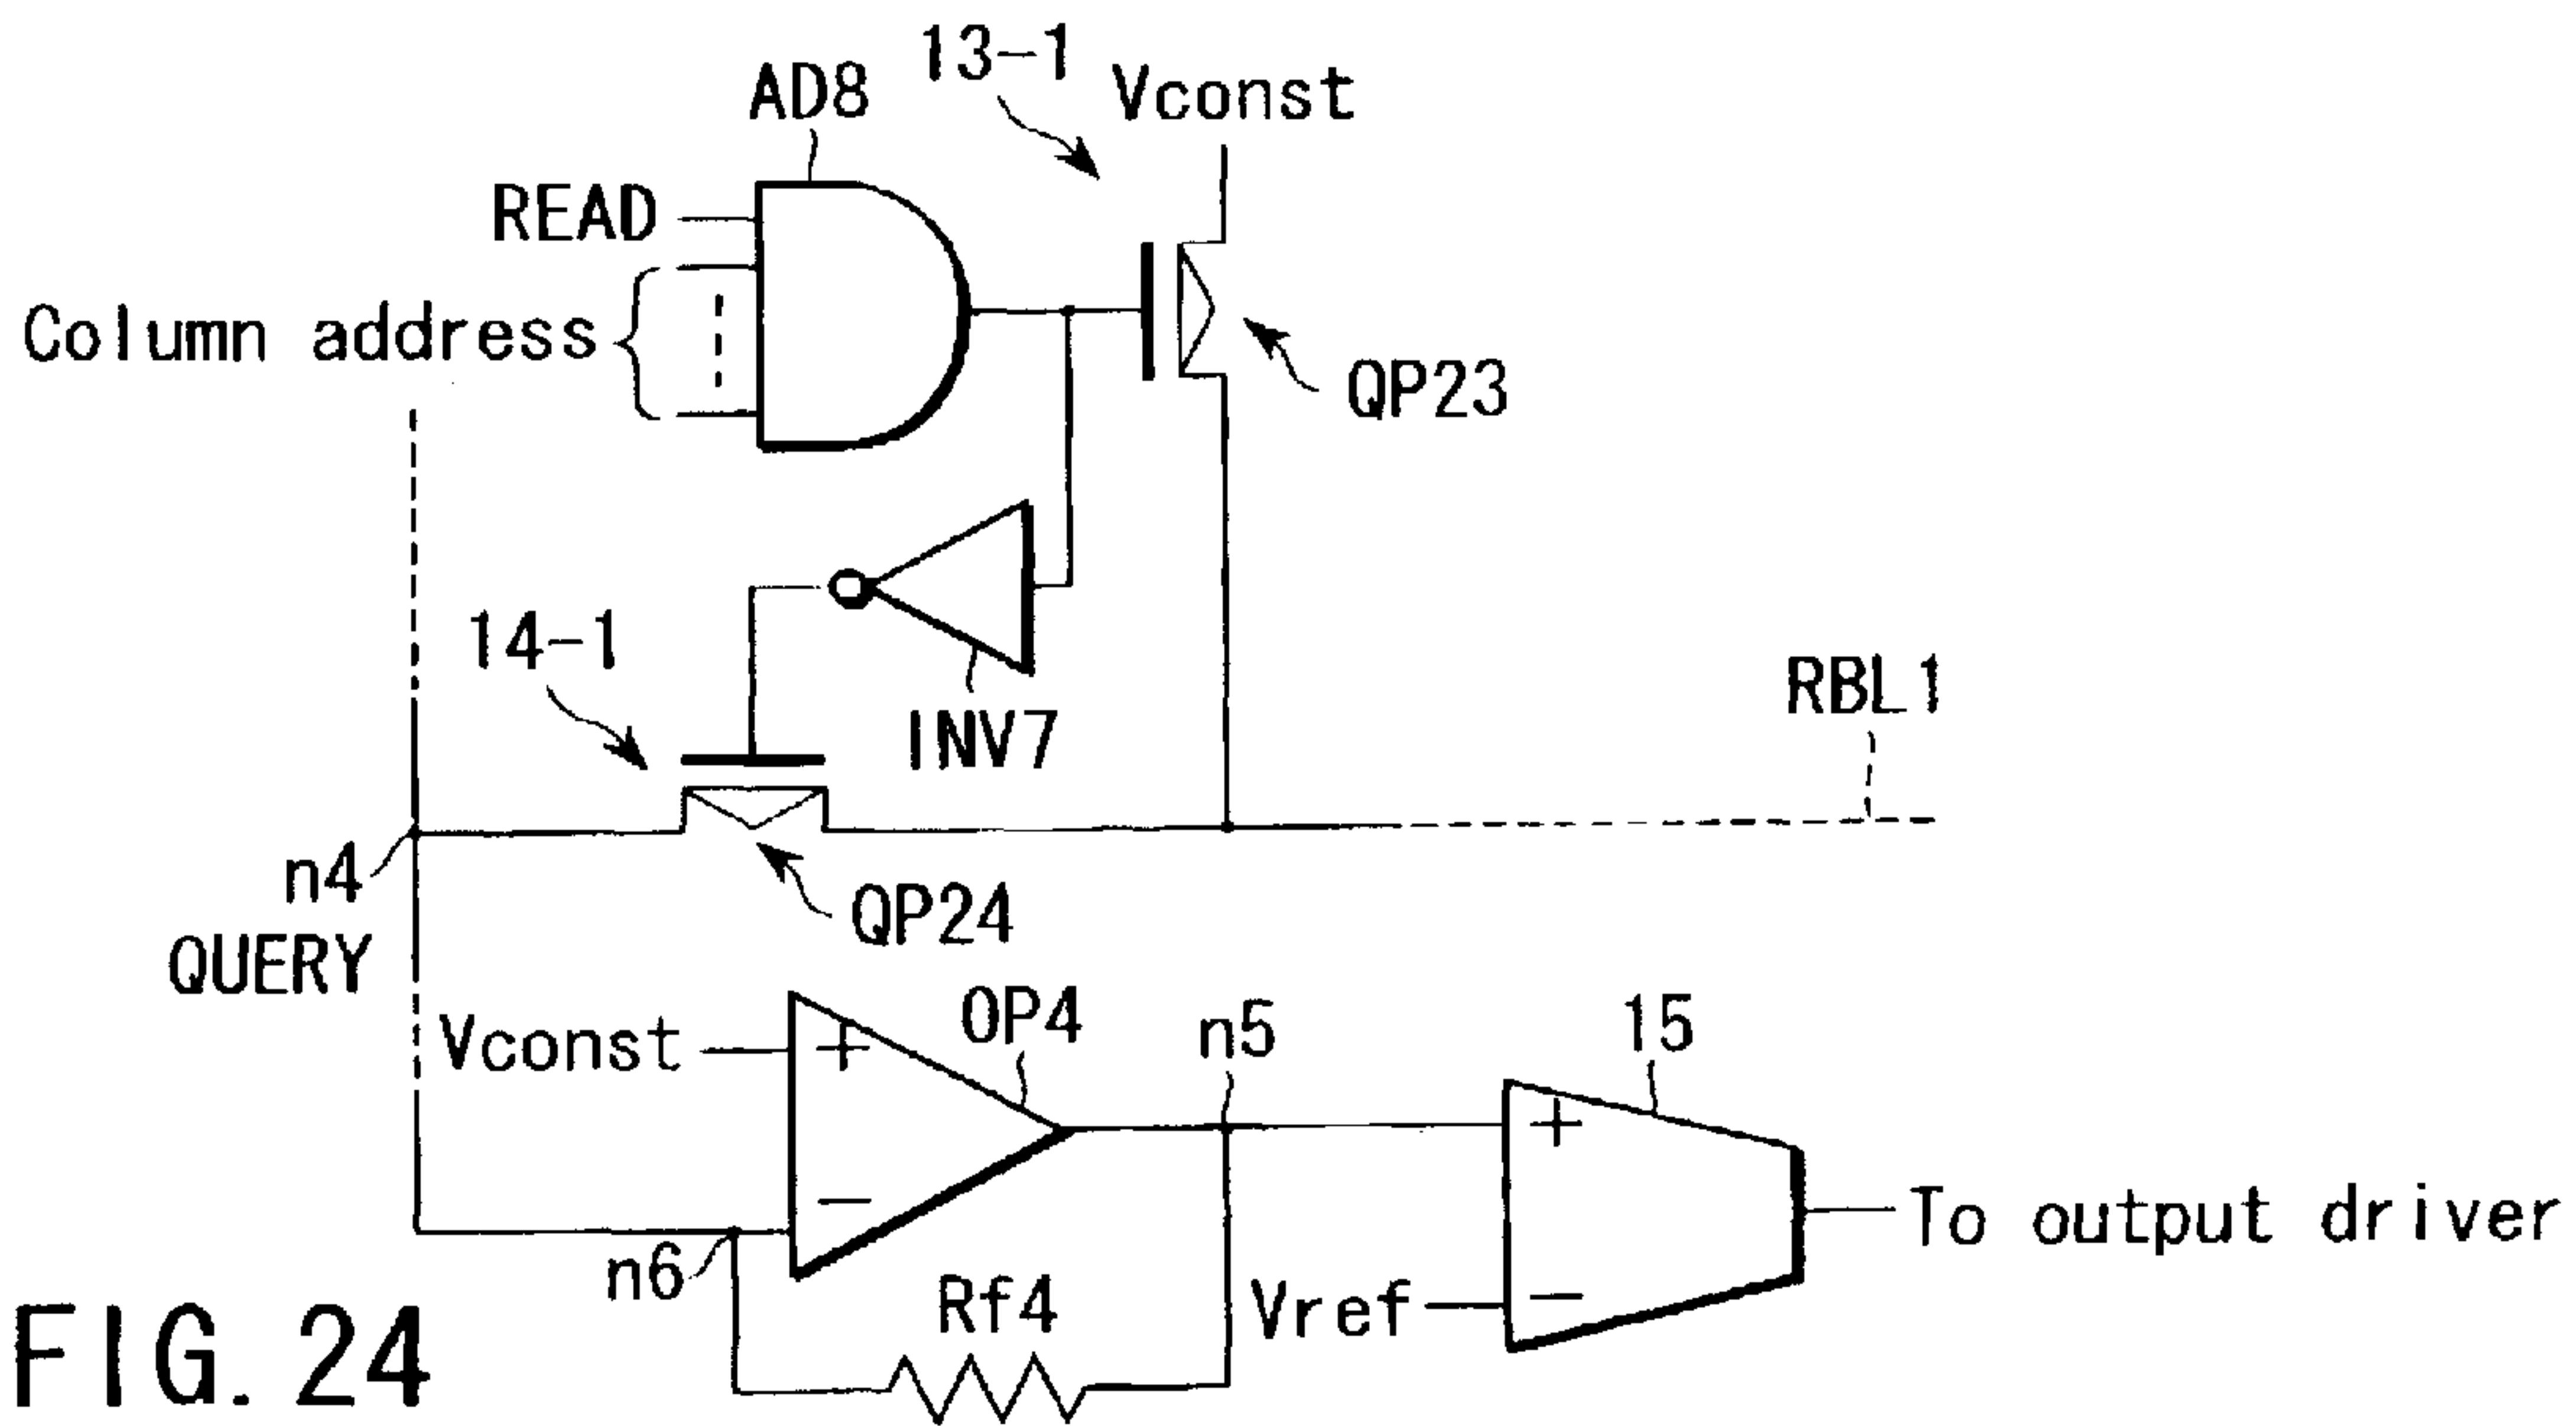 13-1
Vconst
AD8
READ
Column address
QP23
14-1
INV7
RBL1
n4
QUERY
QP24
Vconst
+
-
OP4
n5
15
+
-
n6
Rf4
Vref
To output driver
FIG. 24